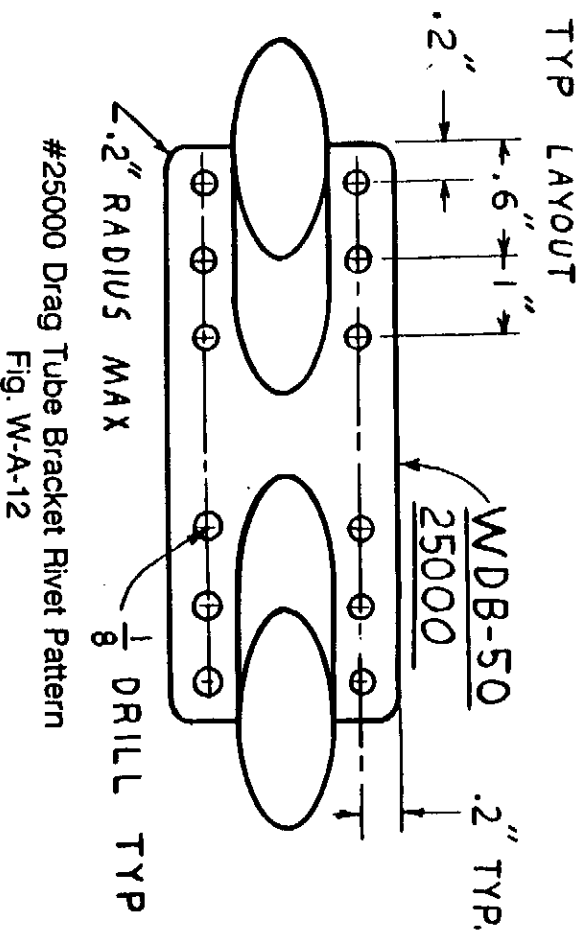 TYP LAYOUT
.2"
.6"
1"
WDB-50
25000
.2" TYP.
.2" RADIUS MAX
1/8 DRILL TYP
#25000 Drag Tube Bracket Rivet Pattern
Fig. W-A-12